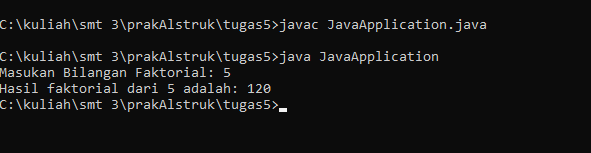 C:\kuliah\smt 3\prakAlstruk\tugas5>javac JavaApplication.java
C:\kuliah\smt 3\prakAlstruk\tugas5>java JavaApplication
Masukan Bilangan Faktorial: 5
Hasil faktorial dari 5 adalah: 120
C:\kuliah\smt 3\prakAlstruk\tugas5>